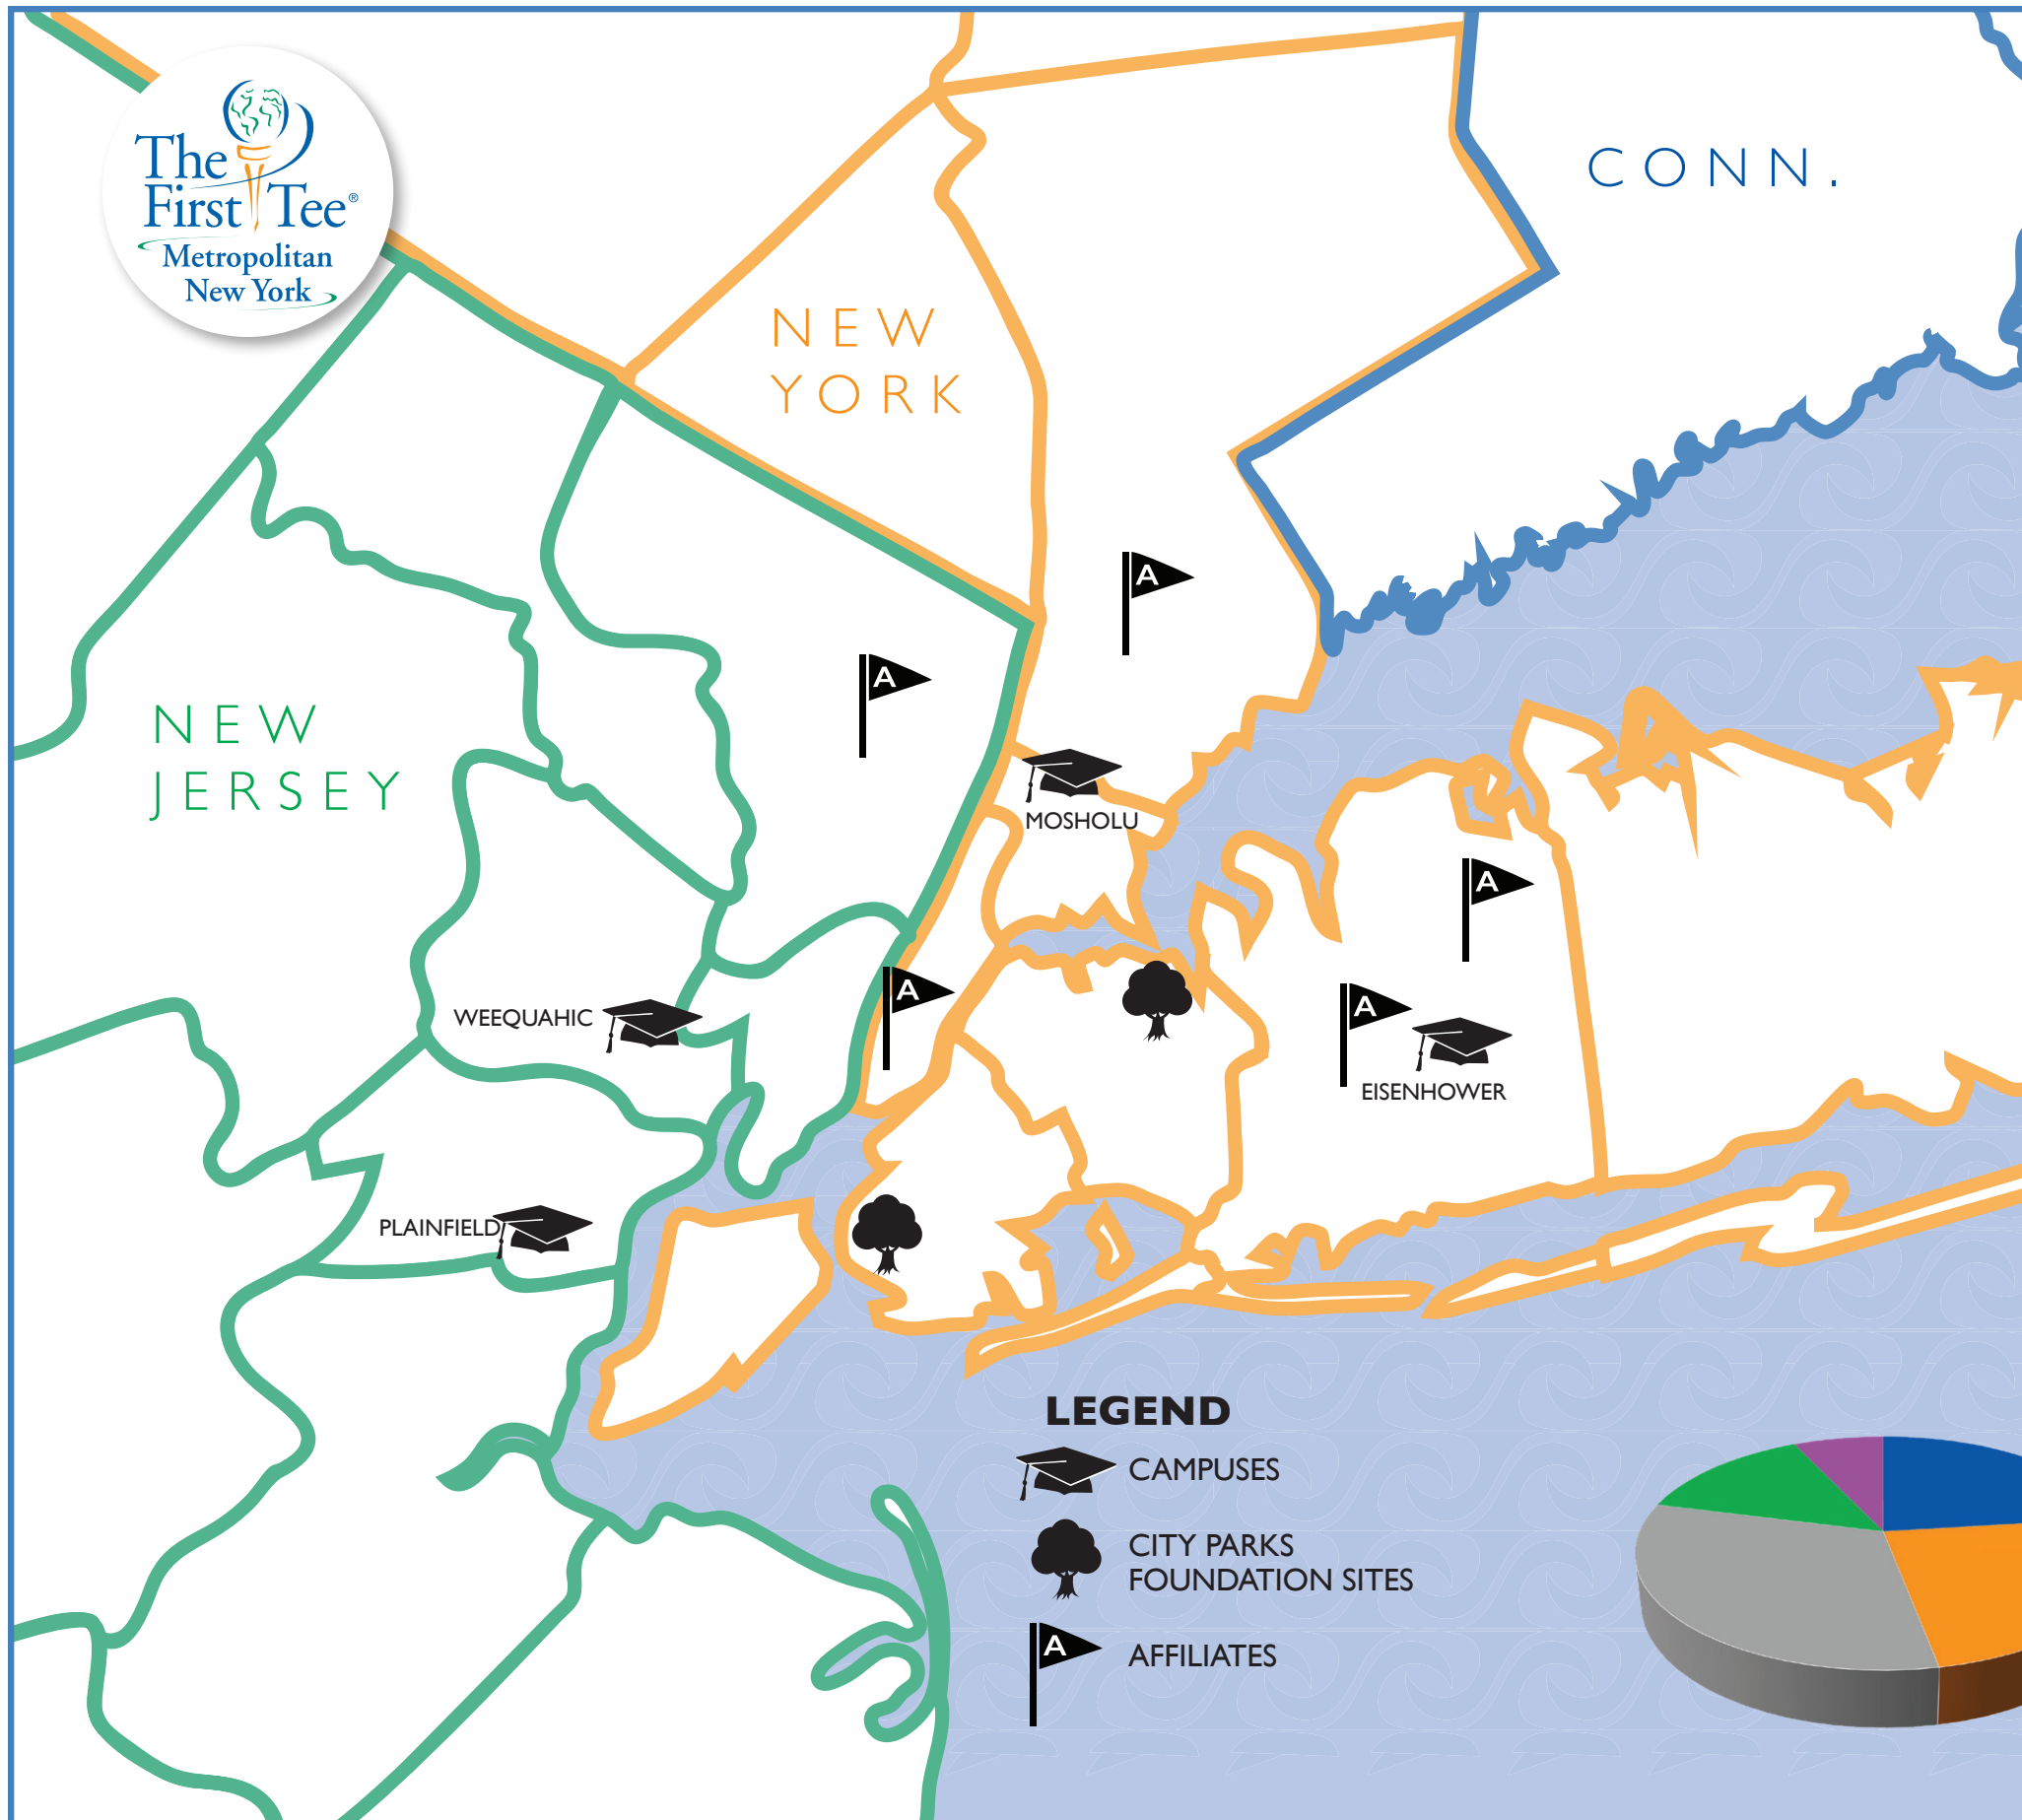 The
First Tee®
Metropolitan
New York
CONN.
NEW
YORK
NEW
JERSEY
A
A
MOSHOLU
A
A
WEEQUAHIC
A
EISENHOWER
PLAINFIELD
LEGEND
CAMPUSES
CITY PARKS
FOUNDATION SITES
A
AFFILIATES